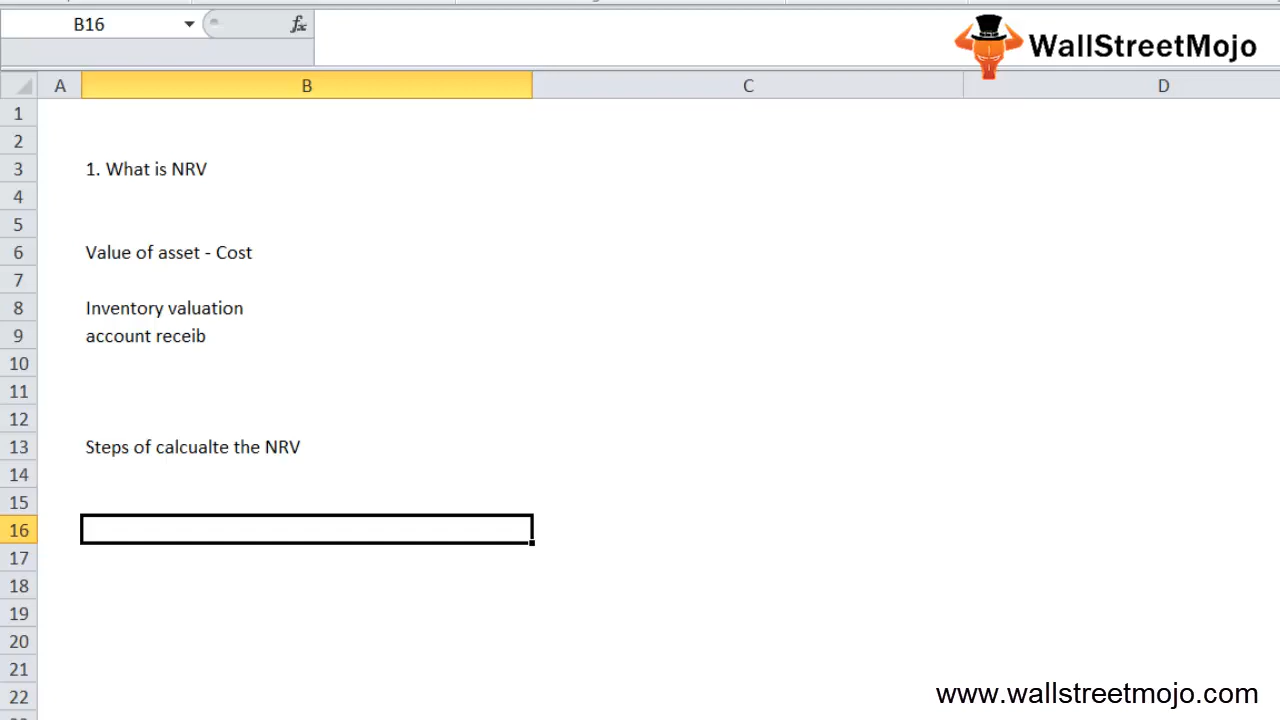 B16
fx
WallStreetMojo
A B C D
1
2
3 1. What is NRV
4
5
6 Value of asset - Cost
7
8 Inventory valuation
9 account receib
10
11
12
13 Steps of calcualte the NRV
14
15
16
17
18
19
20
21
22
www.wallstreetmojo.com